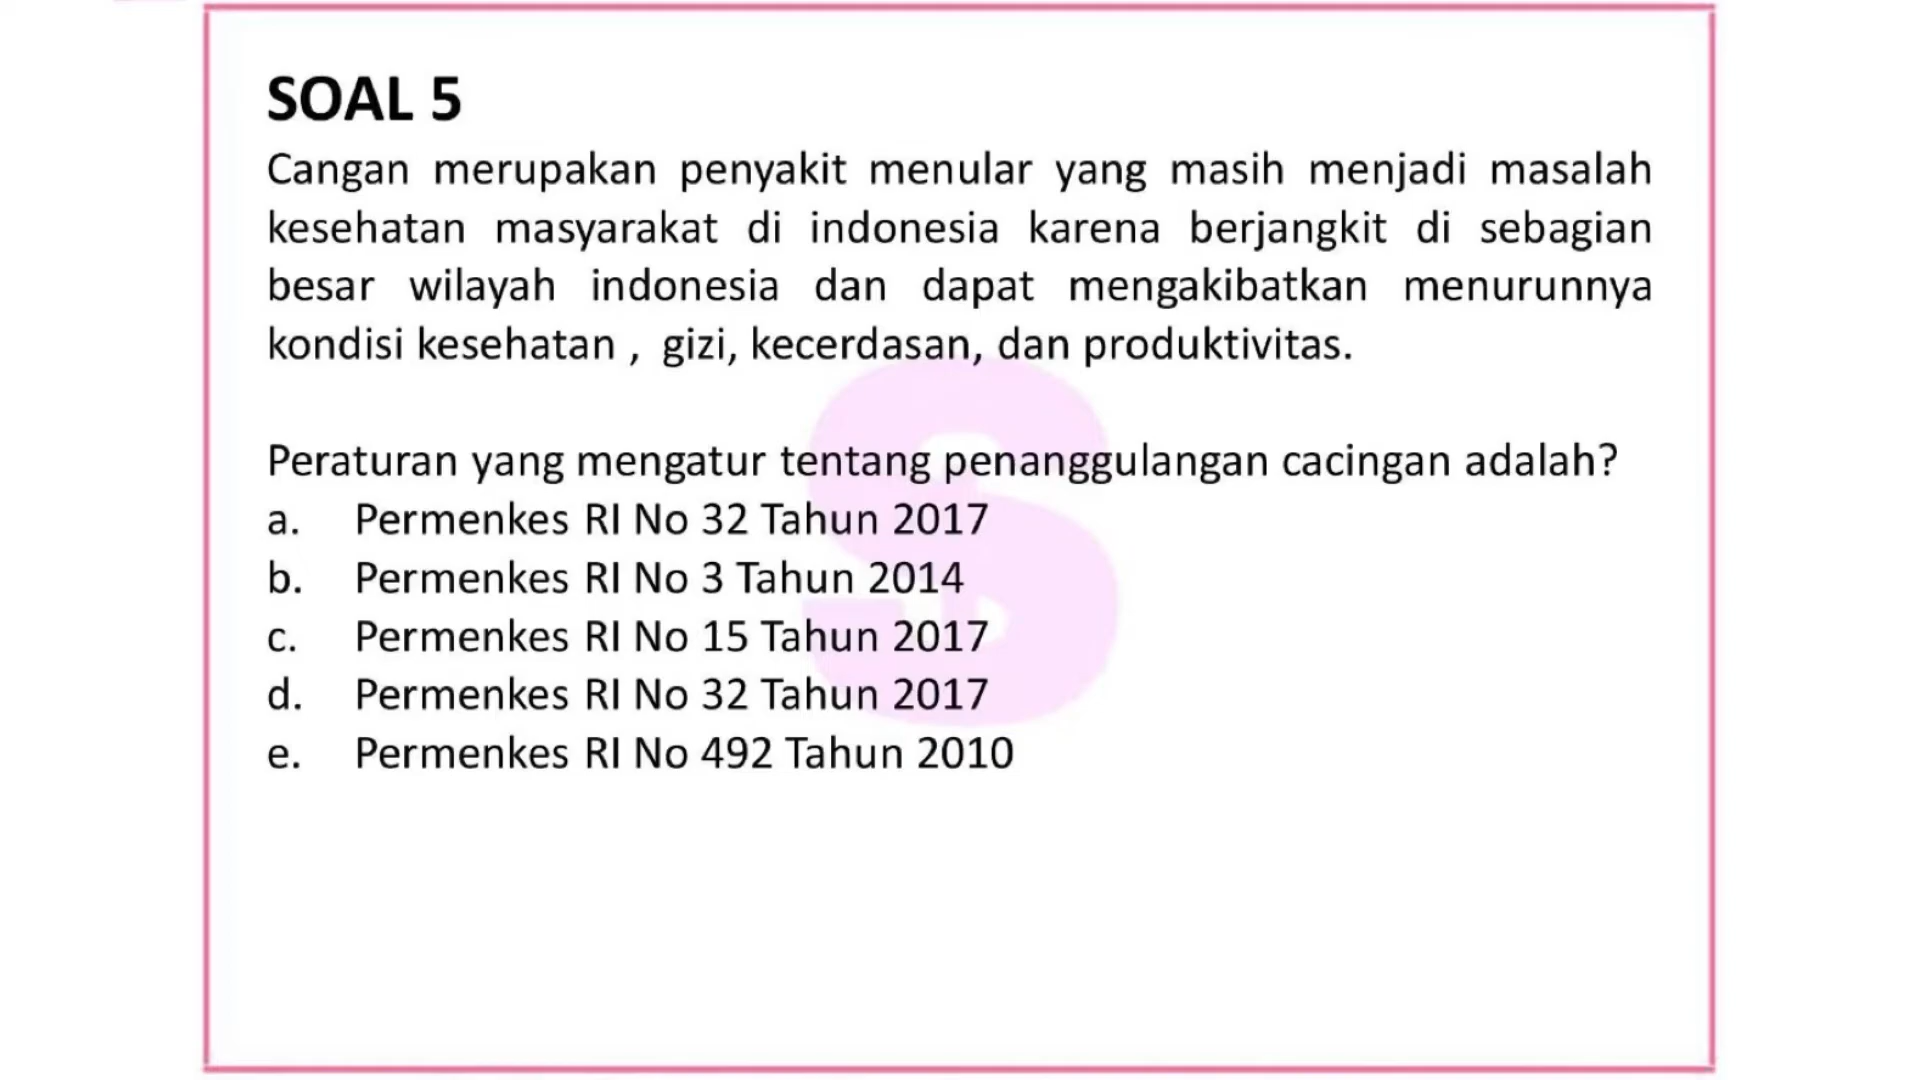 SOAL 5
Cangan merupakan penyakit menular yang masih menjadi masalah
kesehatan masyarakat di indonesia karena berjangkit di sebagian
besar wilayah indonesia dan dapat mengakibatkan menurunnya
kondisi kesehatan , gizi, kecerdasan, dan produktivitas.
Peraturan yang mengatur tentang penanggulangan cacingan adalah?
a. Permenkes RI No 32 Tahun 2017
b. Permenkes RI No 3 Tahun 2014
c. Permenkes RI No 15 Tahun 2017
d. Permenkes RI No 32 Tahun 2017
e. Permenkes RI No 492 Tahun 2010